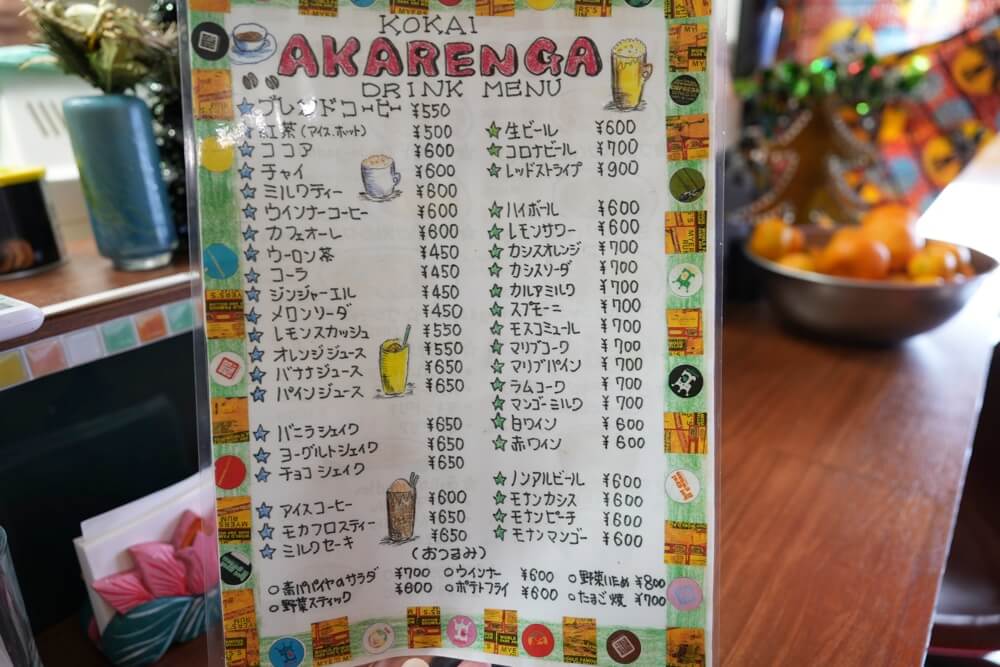 KOKAI
AKARENGA
DRINK MENU
ブレンドコーヒー ¥550
紅茶(アイス、ホット) ¥500
ココア ¥600
チャイ ¥600
ミルクティー ¥600
ウインナーコーヒー ¥600
カフェオーレ ¥600
ウーロン茶 ¥450
コーラ ¥450
ジンジャーエル ¥450
メロンソーダ ¥450
レモンスカッシュ ¥550
オレンジジュース ¥550
バナナジュース ¥650
パインジュース ¥650
バニラシェイク ¥650
ヨーグルトシェイク ¥650
チョコシェイク ¥650
アイスコーヒー ¥600
モカフロスティー ¥650
ミルクセーキ ¥650
生ビール ¥600
コロナビール ¥700
レッドストライプ ¥900
ハイボール ¥600
レモンサワー ¥600
カシスオレンジ ¥700
カシスソーダ ¥700
カルアミルク ¥700
スプモーニ ¥700
モスコミュール ¥700
マリブコーク ¥700
マリブパイン ¥700
ラムコーク ¥700
マンゴーミルク ¥700
白ワイン ¥600
赤ワイン ¥600
ノンアルビール ¥600
モナンカシス ¥600
モナンピーチ ¥600
モナンマンゴー ¥600
(おつまみ)
○青パパイヤのサラダ ¥700 ○ウインナー ¥600 ○野菜いため ¥800
○野菜スティック ¥600 ○ポテトフライ ¥600 ○たまご焼 ¥700